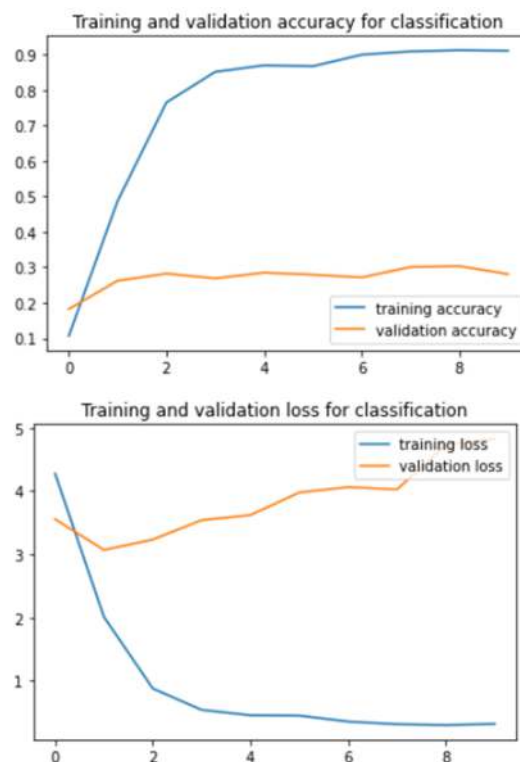 Training and validation accuracy for classification
0.9
0.8
0.7
0.6
0.5
0.4
0.3
0.2
0.1
training accuracy
validation accuracy
0 2 4 6 8
Training and validation loss for classification
5
4
3
2
1
training loss
validation loss
0 2 4 6 8